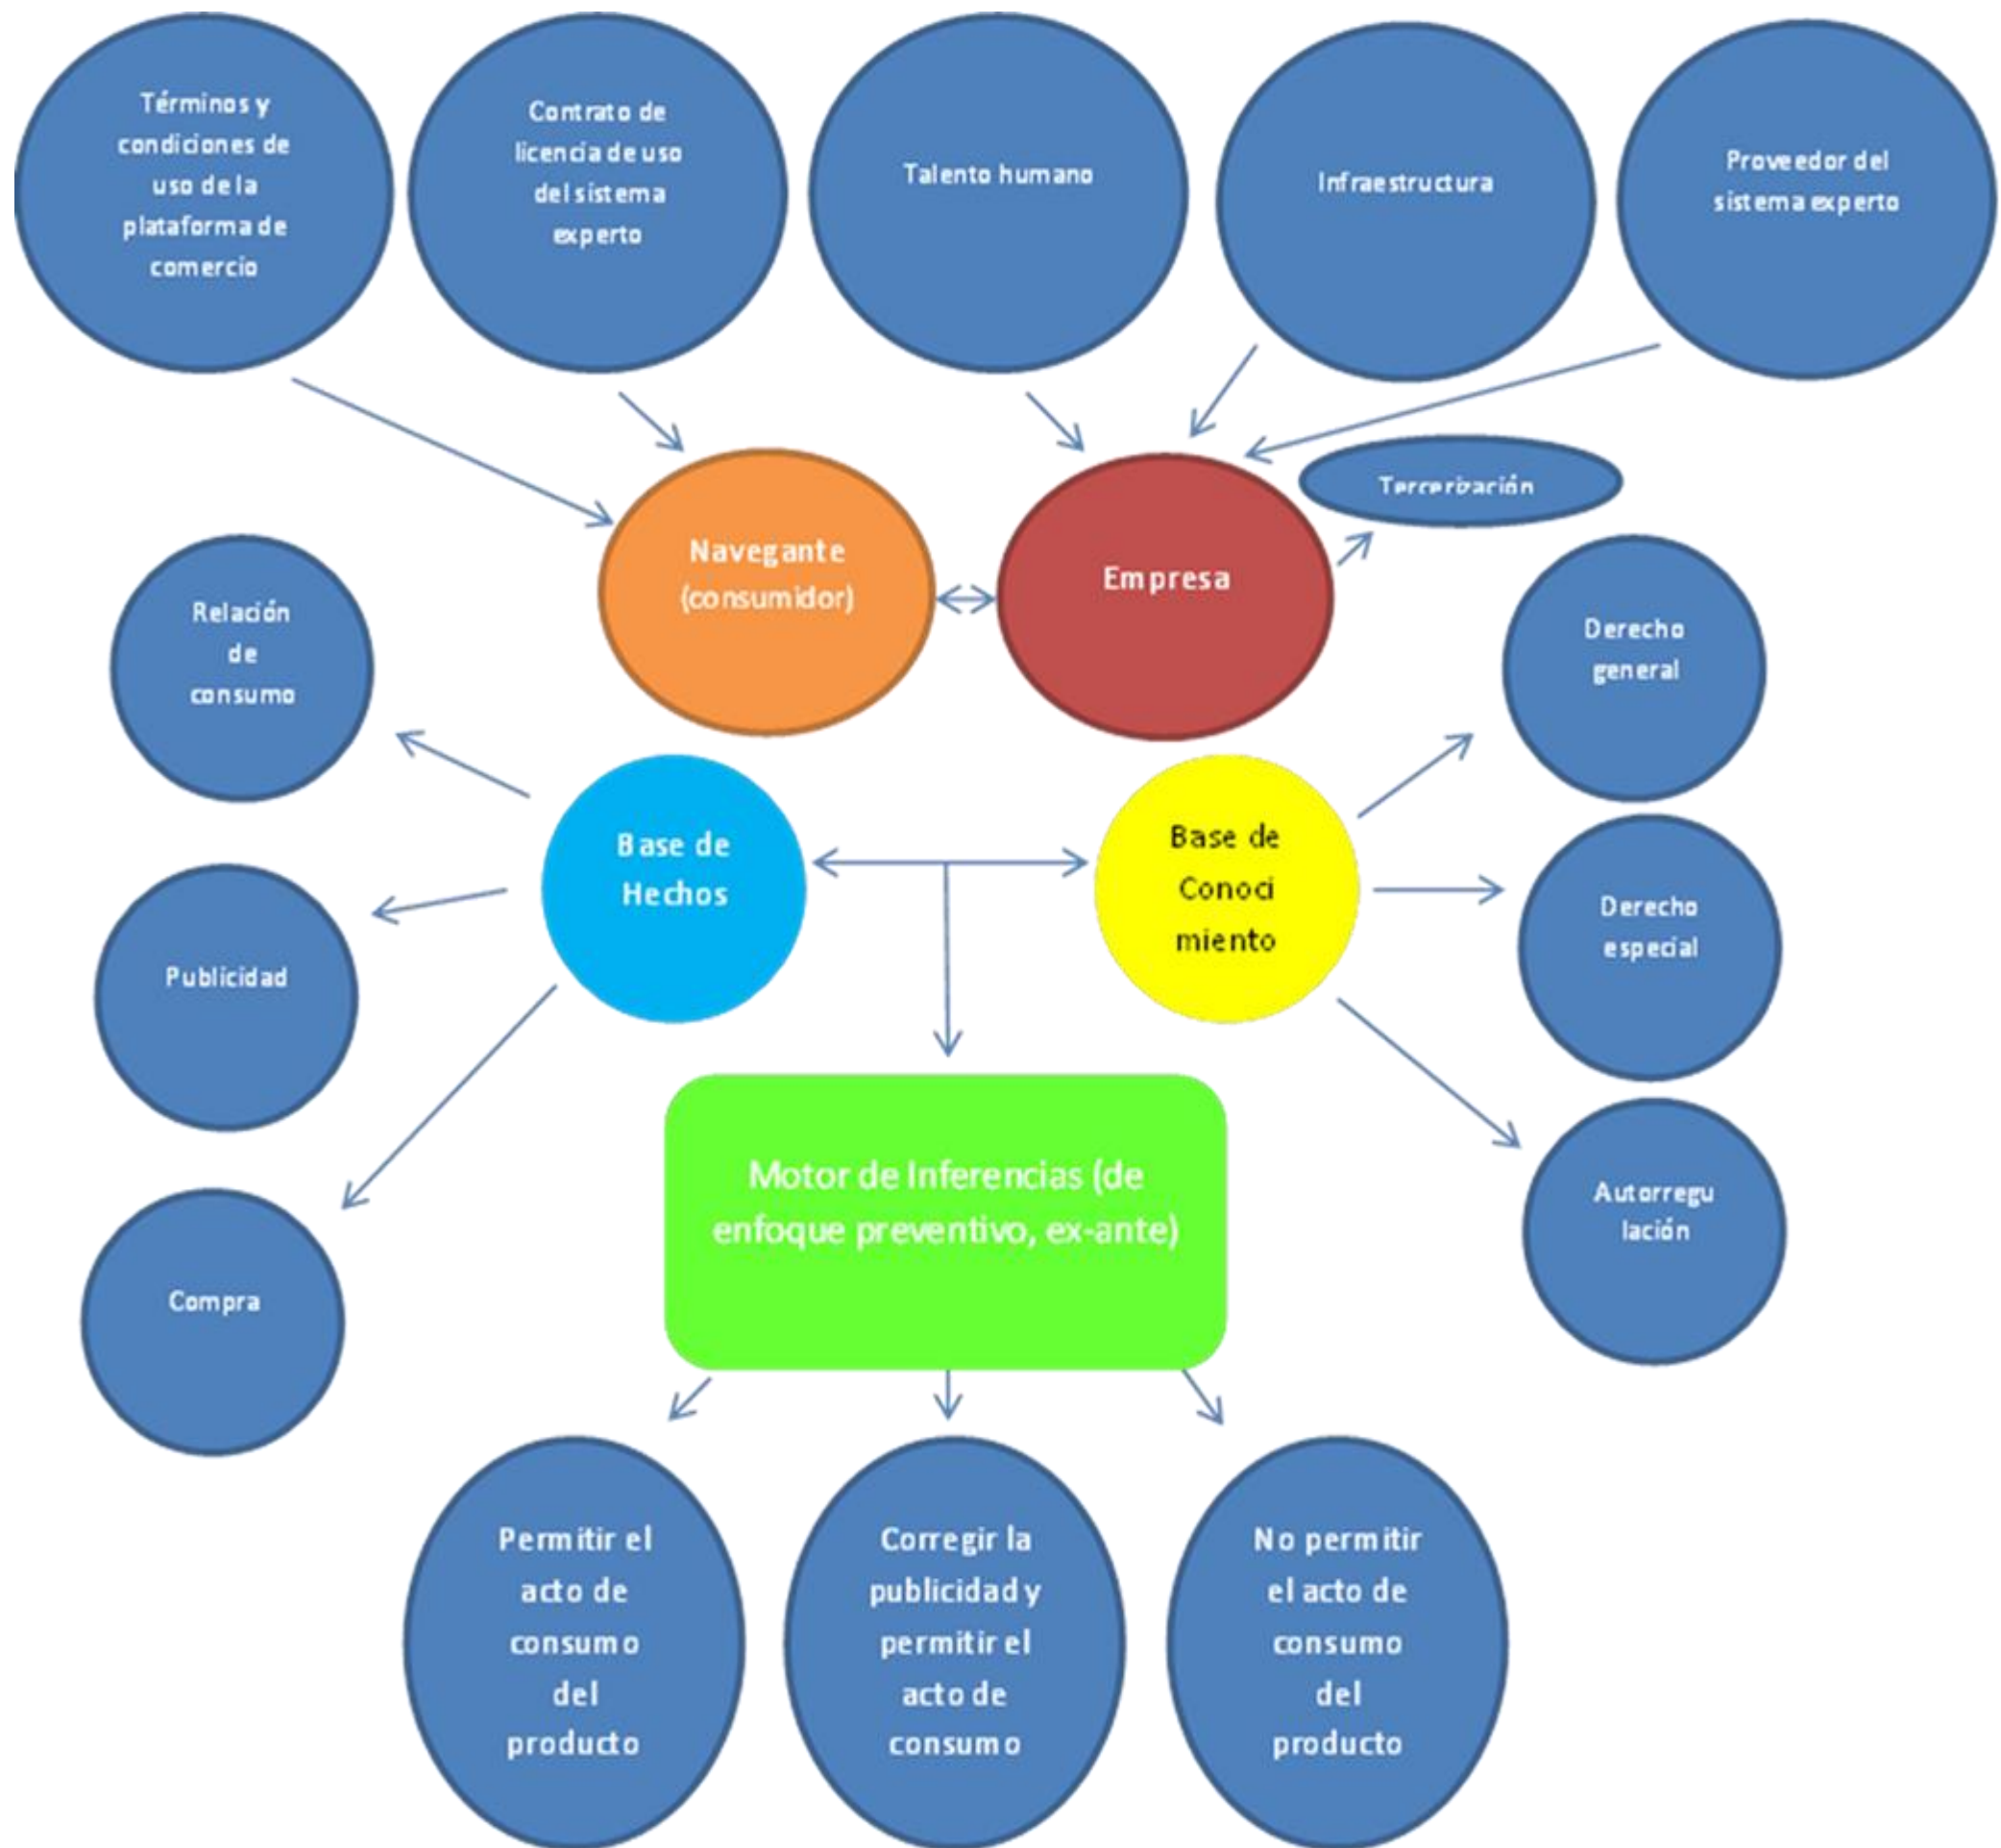 Términos y
condiciones de
uso de la
plataforma de
comercio
Contrato de
licencia de uso
del sistema
experto
Talento humano
Infraestructura
Proveedor del
sistema experto
Navegante
(consumidor)
Empresa
Tercerización
Relación
de
consumo
Derecho
general
Base de
Hechos
Base de
Conoci
miento
Publicidad
Derecho
especial
Compra
Motor de Inferencias (de
enfoque preventivo, ex-ante)
Autorregu
lación
Permitir el
acto de
consumo
del
producto
Corregir la
publicidad y
permitir el
acto de
consumo
No permitir
el acto de
consumo
del
producto